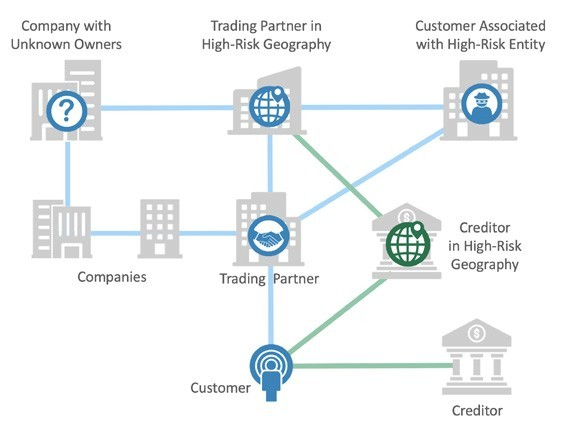 Company with
Unknown Owners
Trading Partner in
High-Risk Geography
Customer Associated
with High-Risk Entity
?
$
Creditor
in High-Risk
Geography
Companies
Trading Partner
$
Customer
Creditor